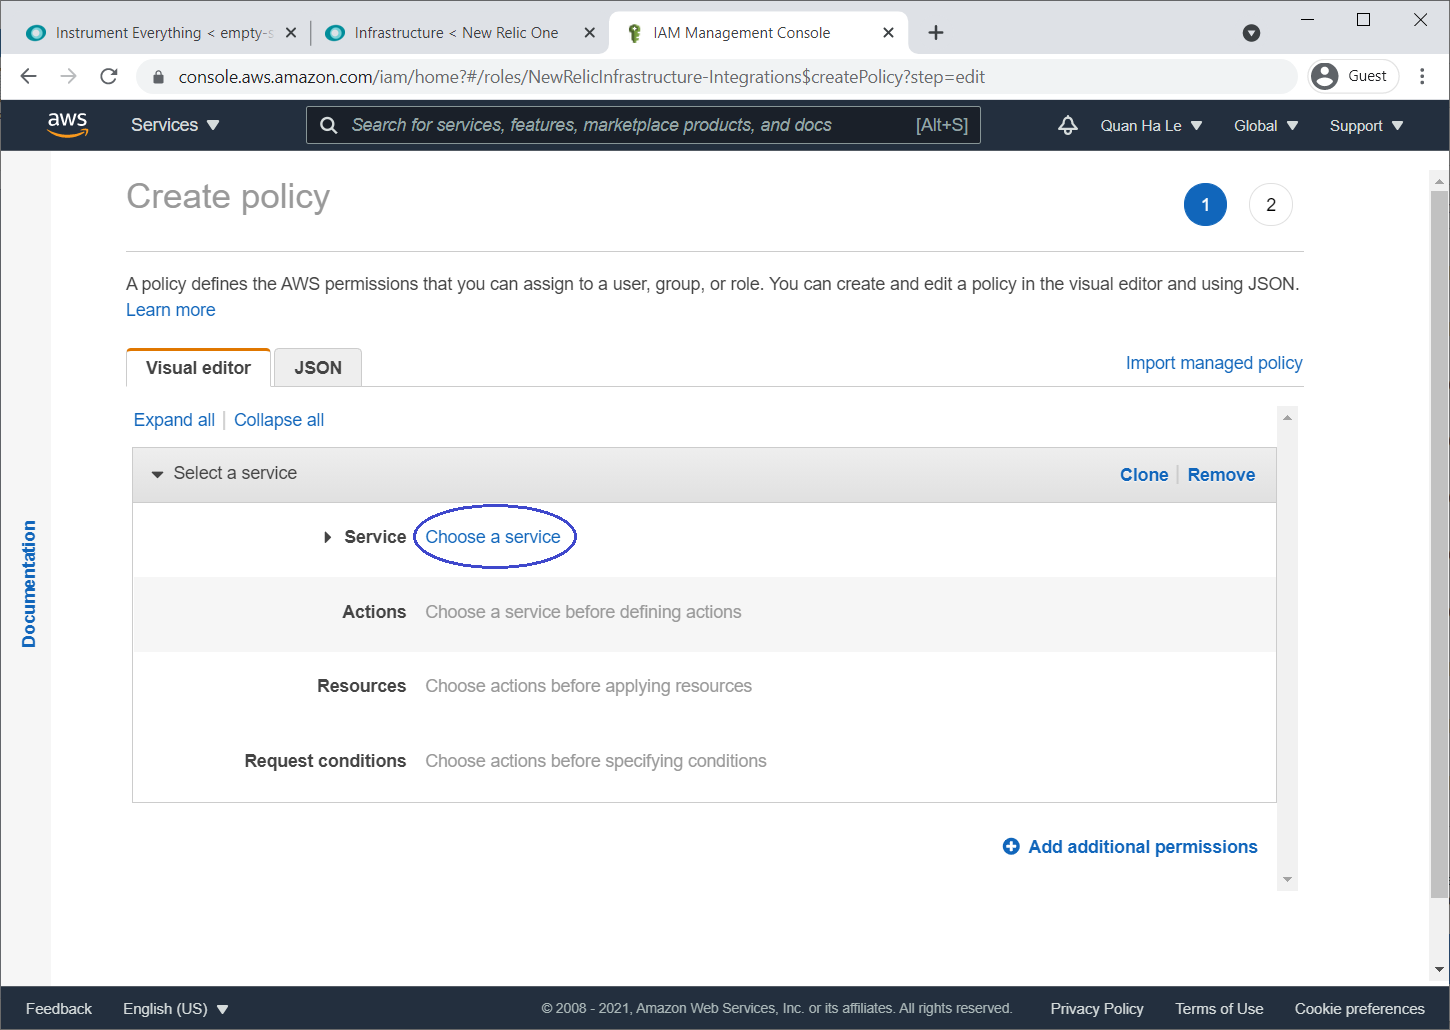 Instrument Everything < empty-s
Infrastructure < New Relic One
IAM Management Console
console.aws.amazon.com/iam/home?#/roles/NewRelicInfrastructure-Integrations$createPolicy?step=edit
Guest
aws
Services
Search for services, features, marketplace products, and docs
[Alt+S]
Quan Ha Le
Global
Support
Create policy
1
2
A policy defines the AWS permissions that you can assign to a user, group, or role. You can create and edit a policy in the visual editor and using JSON.
Learn more
Visual editor
JSON
Import managed policy
Expand all
Collapse all
Select a service
Clone
Remove
Service Choose a service
Actions Choose a service before defining actions
Resources Choose actions before applying resources
Request conditions Choose actions before specifying conditions
Add additional permissions
Documentation
Feedback
English (US)
© 2008 - 2021, Amazon Web Services, Inc. or its affiliates. All rights reserved.
Privacy Policy
Terms of Use
Cookie preferences